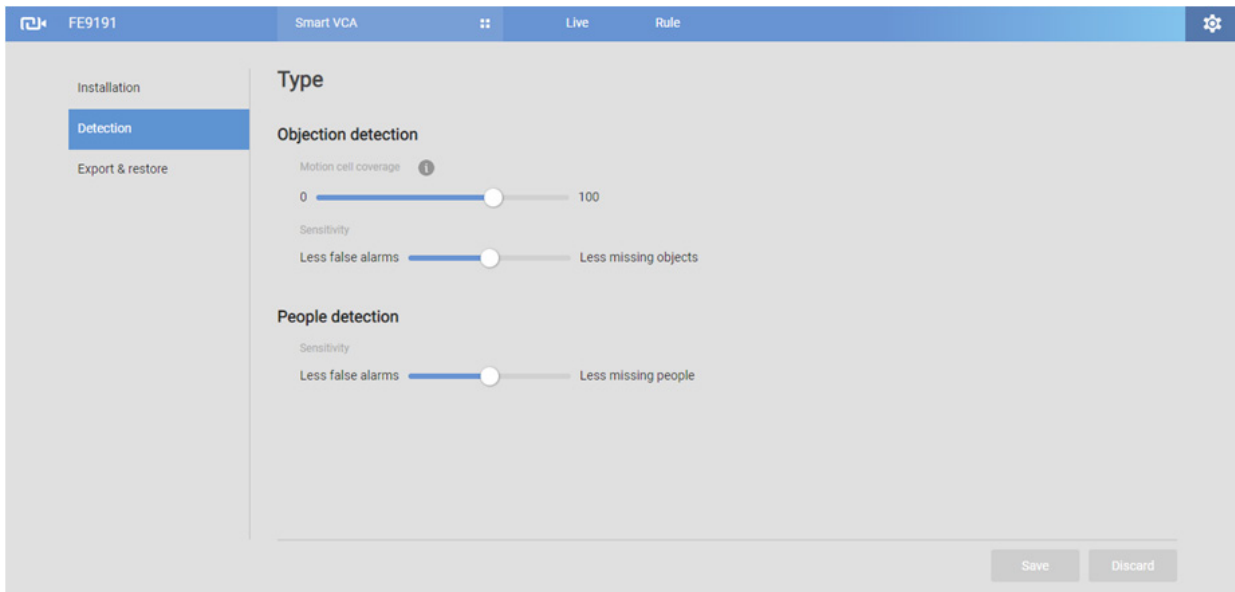 FE9191 Smart VCA Live Rule
Installation
Detection
Export & restore
Type
Objection detection
Motion cell coverage i
0 100
Sensitivity
Less false alarms Less missing objects
People detection
Sensitivity
Less false alarms Less missing people
Save Discard